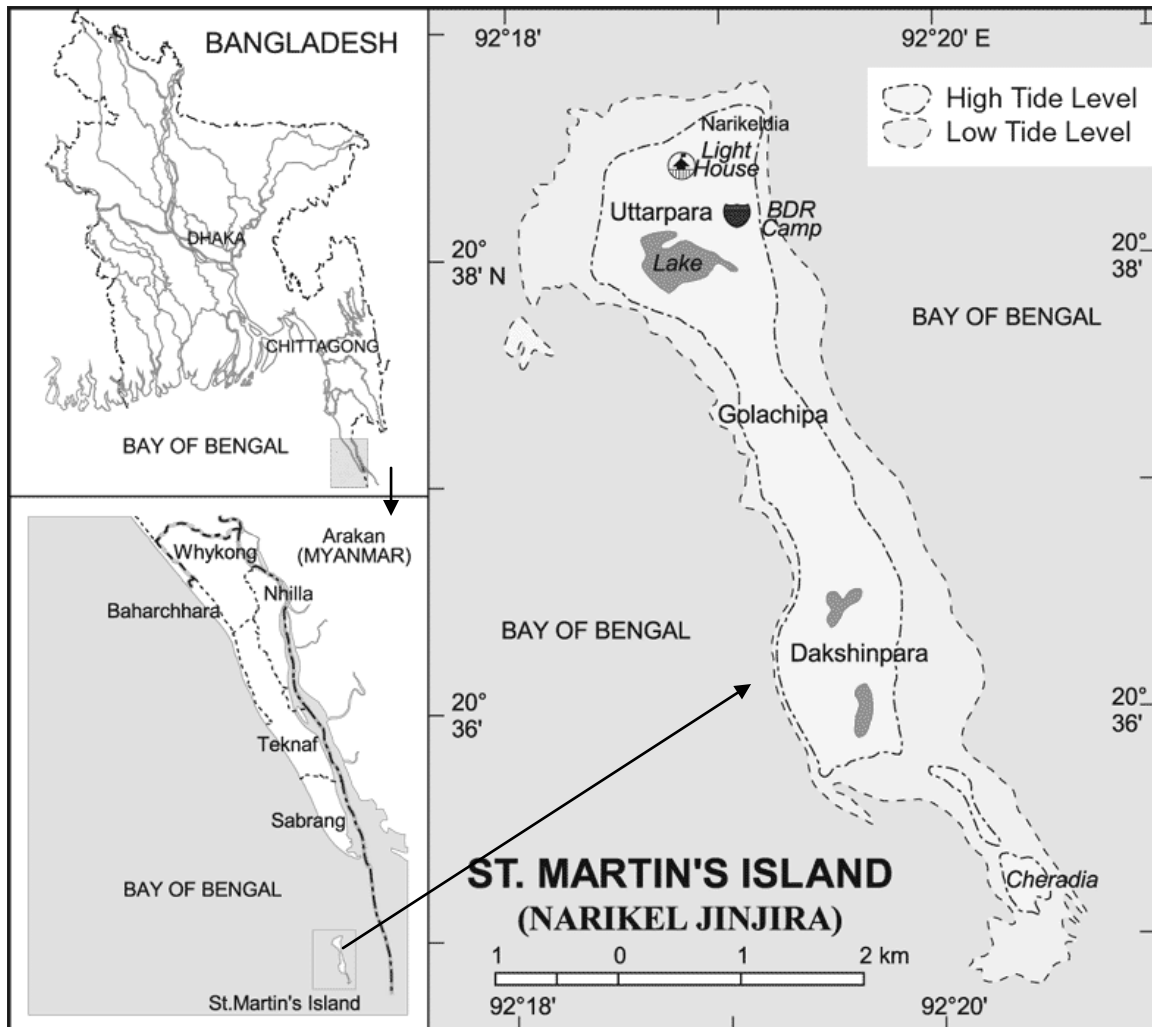 BANGLADESH
DHAKA
CHITTAGONG
BAY OF BENGAL
Arakan
(MYANMAR)
Whykong
Nhilla
Baharchhara
Teknaf
Sabrang
BAY OF BENGAL
St.Martin's Island
92°18'
92°20' E
High Tide Level
Low Tide Level
Narikeldia
Light
House
Uttarpara
BDR
Camp
20°
38' N
Lake
20°
38'
BAY OF BENGAL
Golachipa
BAY OF BENGAL
Dakshinpara
20°
36'
20°
36'
Cheradia
ST. MARTIN'S ISLAND
(NARIKEL JINJIRA)
1 0 1 2 km
92°18'
92°20'